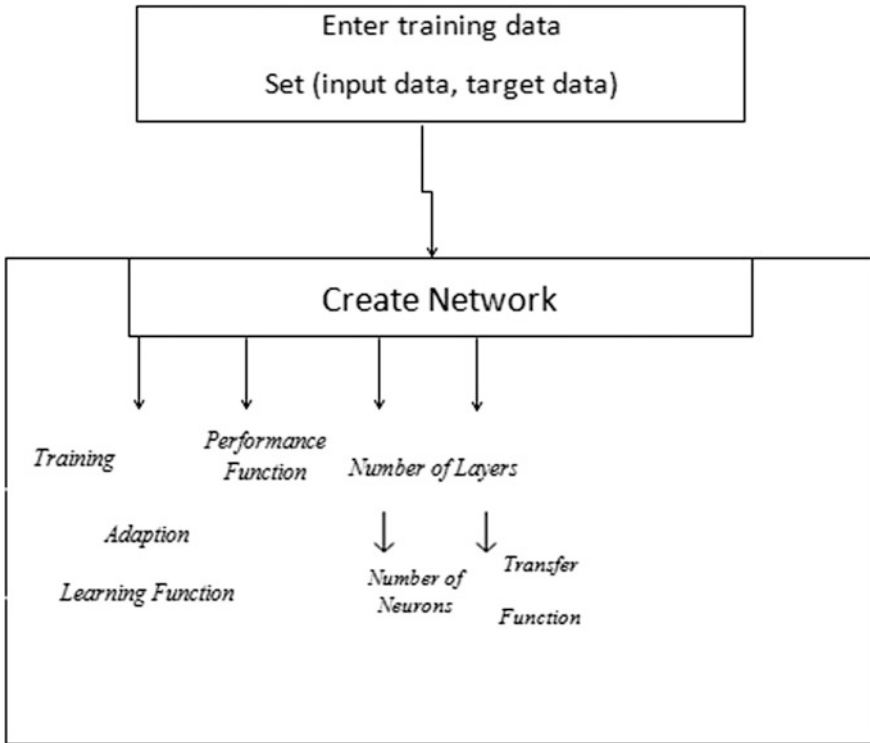 Enter training data
Set (input data, target data)
Create Network
Training
Performance
Function
Number of Layers
Adaption
Learning Function
Number of
Neurons
Transfer
Function